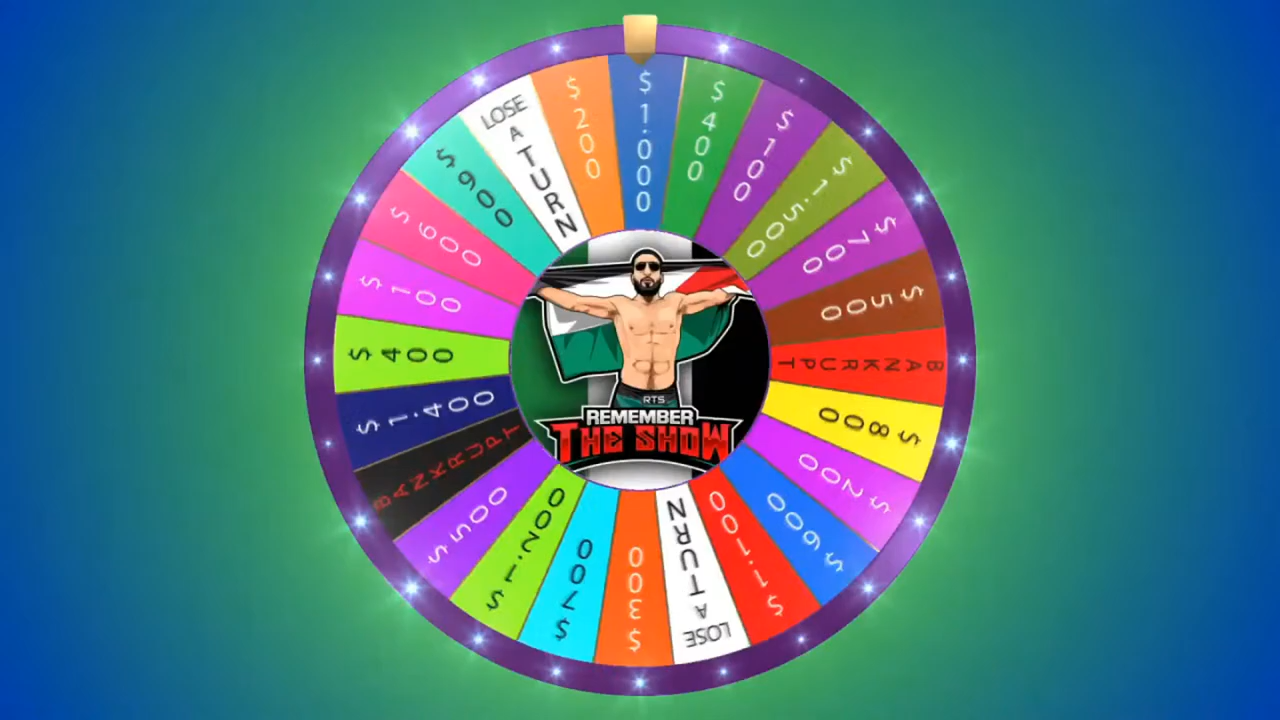 $1.000
$400
$100
$1.500
$700
$500
BANKRUPT
$800
$200
$600
$1.100
LOSE A TURN
$300
$700
$1.200
$500
BANKRUPT
$1.400
$400
$100
$600
$900
LOSE A TURN
$200
RTS
REMEMBER
THE SHOW